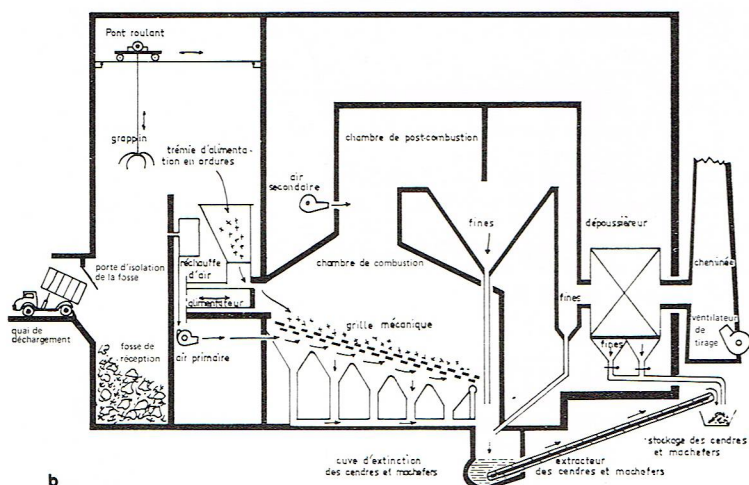 Pont roulant
grappin
trémie d'alimenta-
tion en ordures
chambre de post-combustion
air
secondaire
fines
dépoussiéreur
cheminée
porte d'isolation
de la fosse
réchauffe
d'air
chambre de combustion
fines
alimentateur
grille mécanique
quai de
déchargement
fosse de
réception
air primaire
fines
ventilateur
de
tirage
stockage des cendres
et machefers
cuve d'extinction
des cendres et machefers
extracteur
des cendres et machefers
b